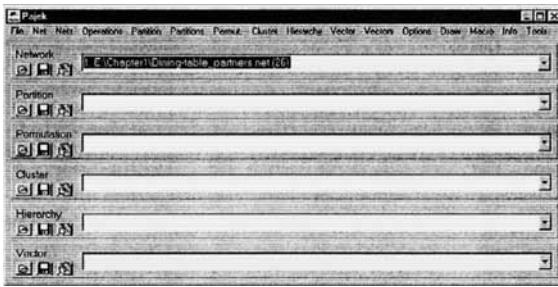 Pajek
File Net Nets Operations Partition Partitions Permut. Cluster Hierarchy Vector Vectors Options Draw Macro Info Tools
Network
1. E:\Chapter1\Dining-table_partners.net (26)
Partition
Permutation
Cluster
Hierarchy
Vector